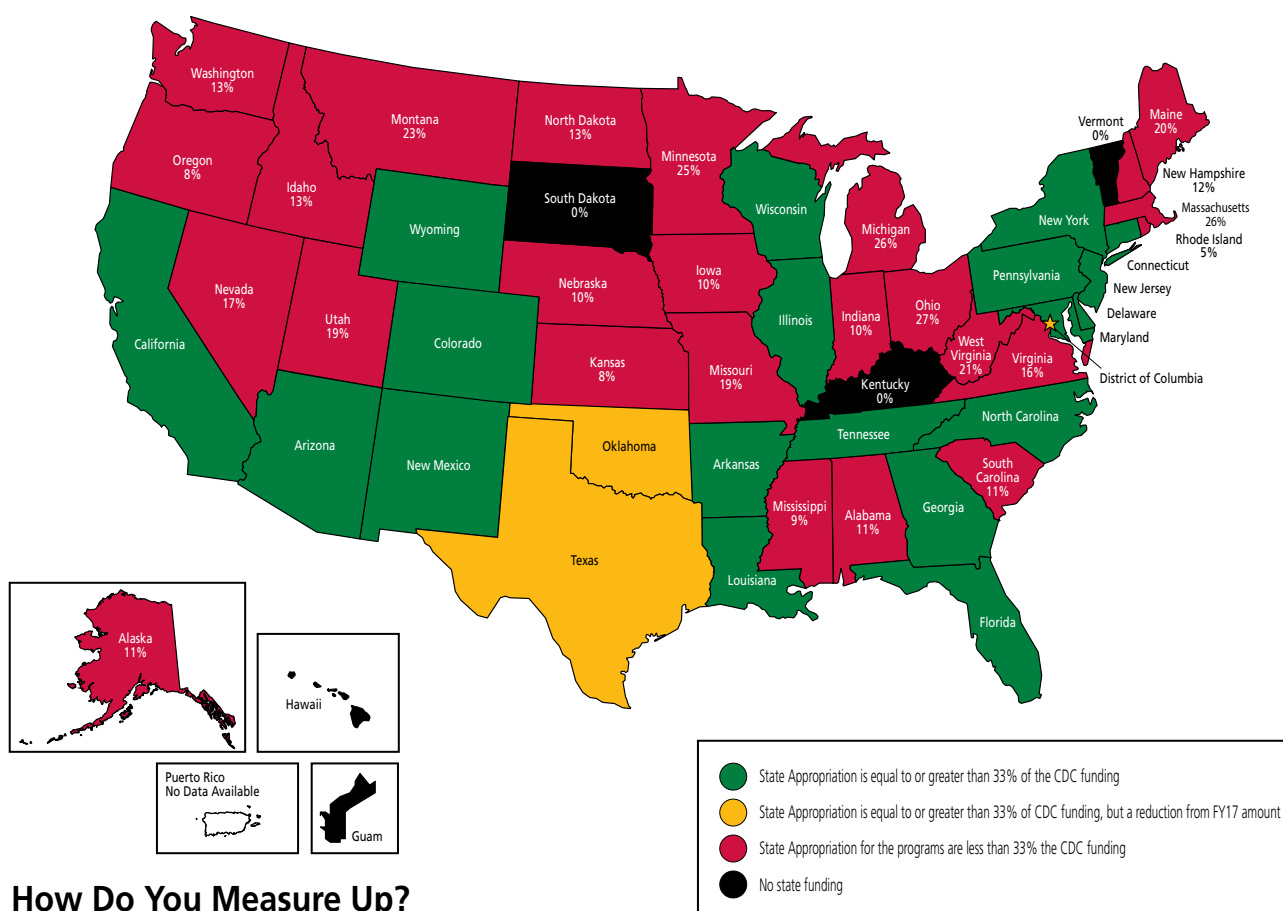 Washington
13%
Oregon
8%
California
Nevada
17%
Idaho
13%
Montana
23%
Wyoming
Utah
19%
Colorado
Arizona
New Mexico
North Dakota
13%
South Dakota
0%
Nebraska
10%
Kansas
8%
Oklahoma
Texas
Minnesota
25%
Iowa
10%
Missouri
19%
Arkansas
Louisiana
Wisconsin
Illinois
Michigan
26%
Indiana
10%
Ohio
27%
Kentucky
0%
Tennessee
Mississippi
9%
Alabama
11%
Georgia
Florida
South
Carolina
11%
North Carolina
West
Virginia
21%
Virginia
16%
Pennsylvania
New York
Vermont
0%
Maine
20%
New Hampshire
12%
Massachusetts
26%
Rhode Island
5%
Connecticut
New Jersey
Delaware
Maryland
District of Columbia
Alaska
11%
Hawaii
Puerto Rico
No Data Available
Guam
State Appropriation is equal to or greater than 33% of the CDC funding
State Appropriation is equal to or greater than 33% of CDC funding, but a reduction from FY17 amount
State Appropriation for the programs are less than 33% the CDC funding
No state funding
How Do You Measure Up?